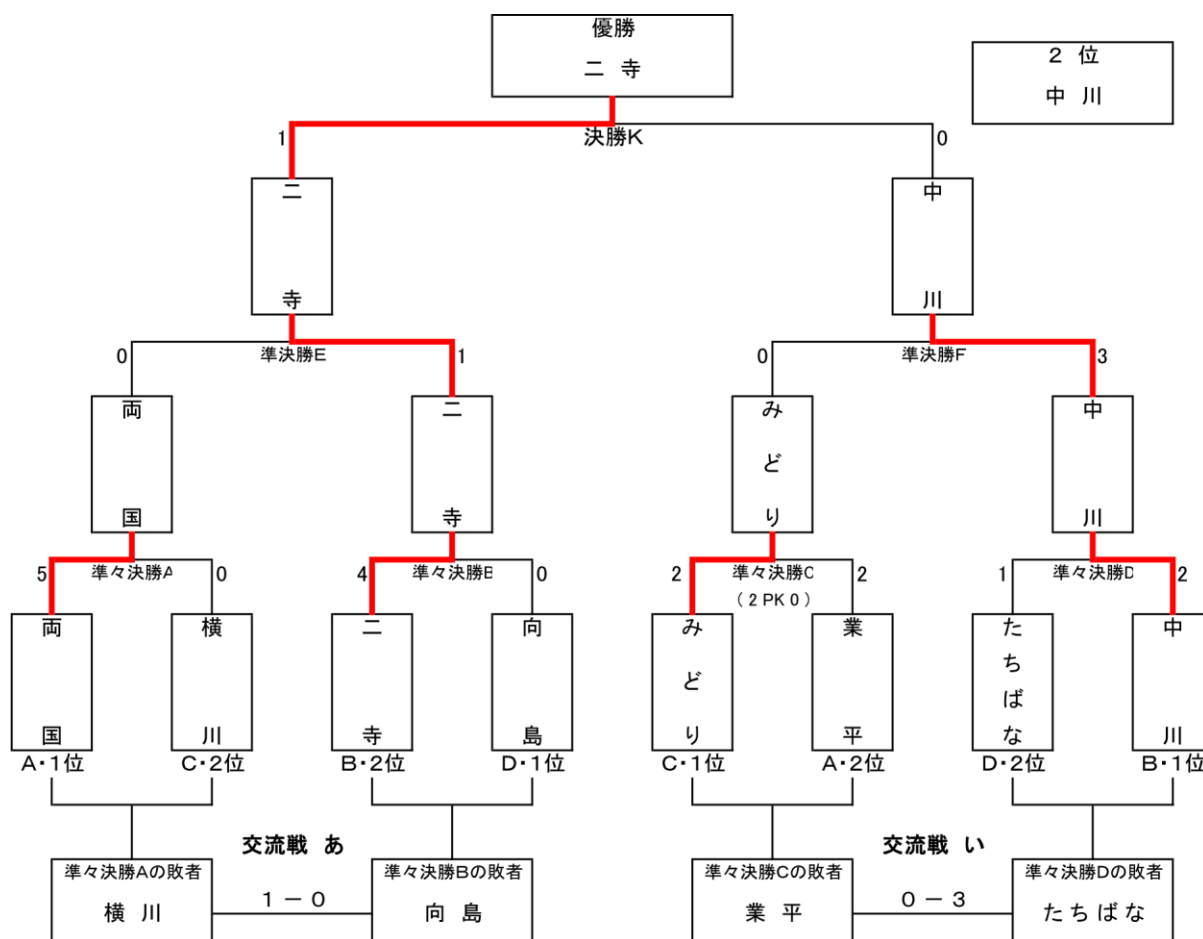 優勝
二寺
２位
中川
1
決勝K
0
二寺
中川
0
準決勝E
1
0
準決勝F
3
両国
二寺
みどり
中川
5
準々決勝A
0
4
準々決勝B
0
2
準々決勝C
2
1
準々決勝D
2
(2 PK 0)
両国
横川
二寺
向島
みどり
業平
たちばな
中川
A・1位
C・2位
B・2位
D・1位
C・1位
A・2位
D・2位
B・1位
交流戦 あ
交流戦 い
準々決勝Aの敗者
横川
1－0
準々決勝Bの敗者
向島
準々決勝Cの敗者
業平
0－3
準々決勝Dの敗者
たちばな